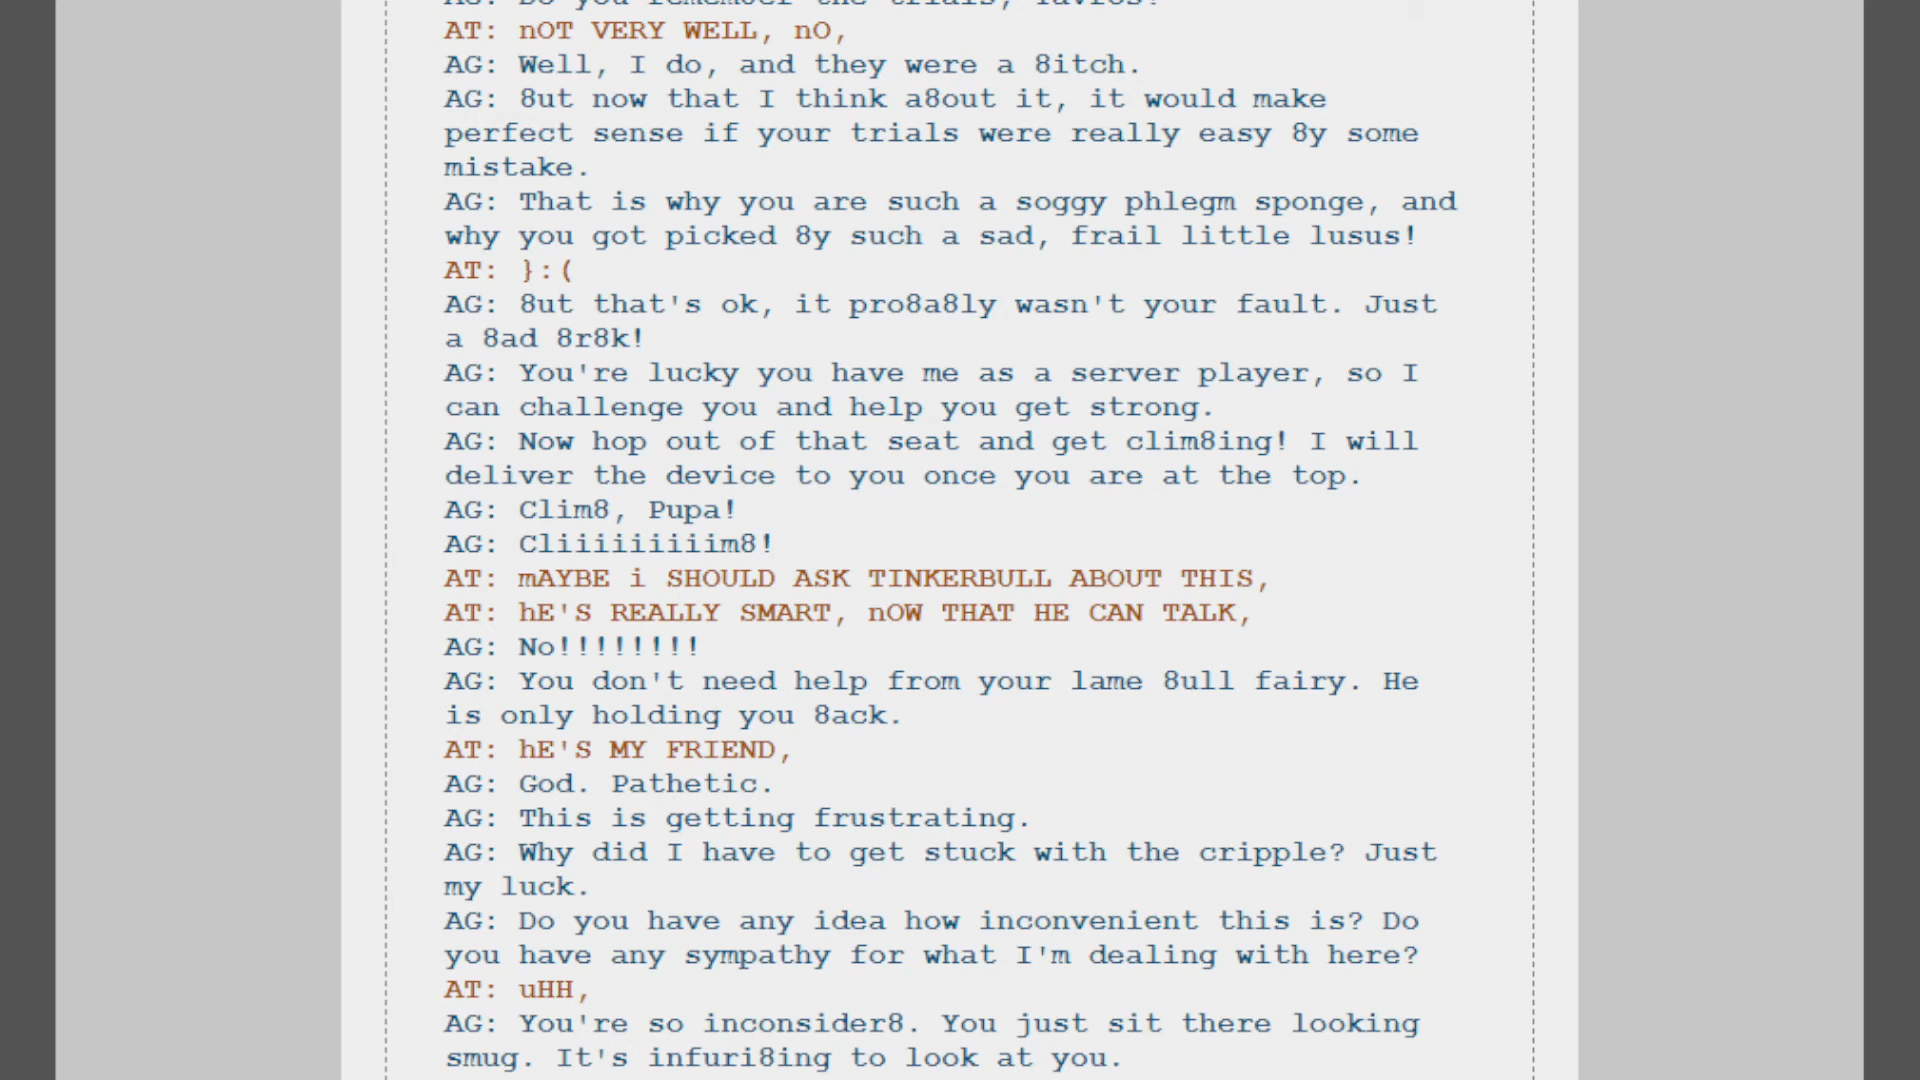 AG: Do you remember the trials, Tavros?
AT: nOT VERY WELL, nO,
AG: Well, I do, and they were a 8itch.
AG: 8ut now that I think a8out it, it would make
perfect sense if your trials were really easy 8y some
mistake.
AG: That is why you are such a soggy phlegm sponge, and
why you got picked 8y such a sad, frail little lusus!
AT: }:(
AG: 8ut that's ok, it pro8a8ly wasn't your fault. Just
a 8ad 8r8k!
AG: You're lucky you have me as a server player, so I
can challenge you and help you get strong.
AG: Now hop out of that seat and get clim8ing! I will
deliver the device to you once you are at the top.
AG: Clim8, Pupa!
AG: Cliiiiiiiiim8!
AT: mAYBE i SHOULD ASK TINKERBULL ABOUT THIS,
AT: hE'S REALLY SMART, nOW THAT HE CAN TALK,
AG: No!!!!!!!!
AG: You don't need help from your lame 8ull fairy. He
is only holding you 8ack.
AT: hE'S MY FRIEND,
AG: God. Pathetic.
AG: This is getting frustrating.
AG: Why did I have to get stuck with the cripple? Just
my luck.
AG: Do you have any idea how inconvenient this is? Do
you have any sympathy for what I'm dealing with here?
AT: uHH,
AG: You're so inconsider8. You just sit there looking
smug. It's infuri8ing to look at you.